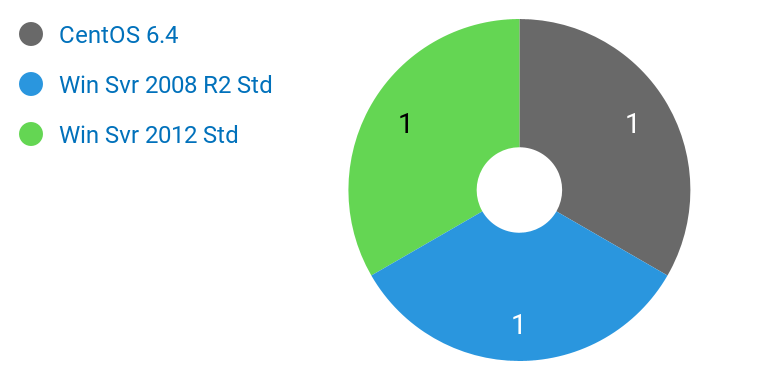 CentOS 6.4
Win Svr 2008 R2 Std
Win Svr 2012 Std
1
1
1